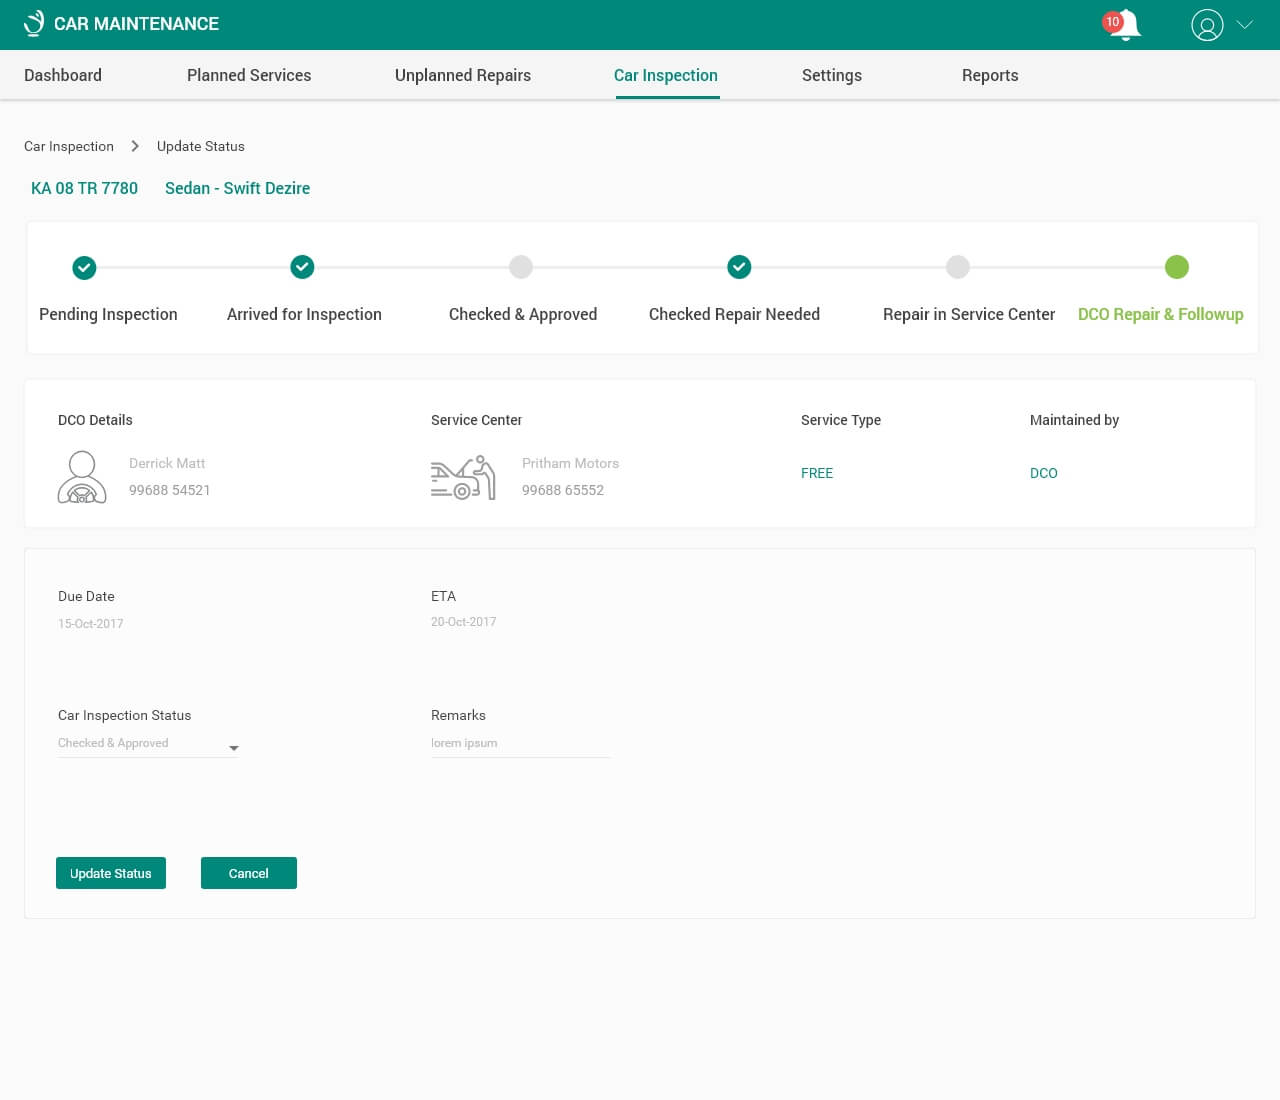 CAR MAINTENANCE
10
Dashboard Planned Services Unplanned Repairs Car Inspection Settings Reports
Car Inspection Update Status
KA 08 TR 7780 Sedan - Swift Dezire
Pending Inspection Arrived for Inspection Checked & Approved Checked Repair Needed Repair in Service Center DCO Repair & Followup
DCO Details Service Center Service Type Maintained by
Derrick Matt Pritham Motors
FREE DCO
99688 54521 99688 65552
Due Date ETA
15-Oct-2017 20-Oct-2017
Car Inspection Status Remarks
Checked & Approved lorem ipsum
Update Status Cancel